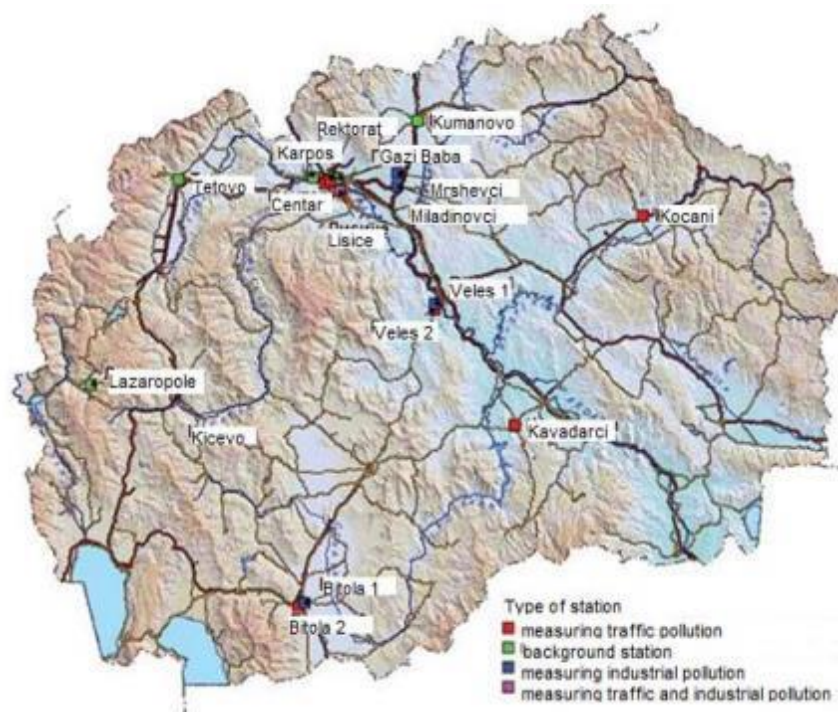 Rektorat
Kumanovo
Karpos
Gazi Baba
Tetovo
Mrshevci
Centar
Miladinovci
Kocani
Lisice
Veles 1
Veles 2
Lazaropole
Kicevo
Kavadarci
Bitola 1
Bitola 2
Type of station
measuring traffic pollution
background station
measuring industrial pollution
measuring traffic and industrial pollution